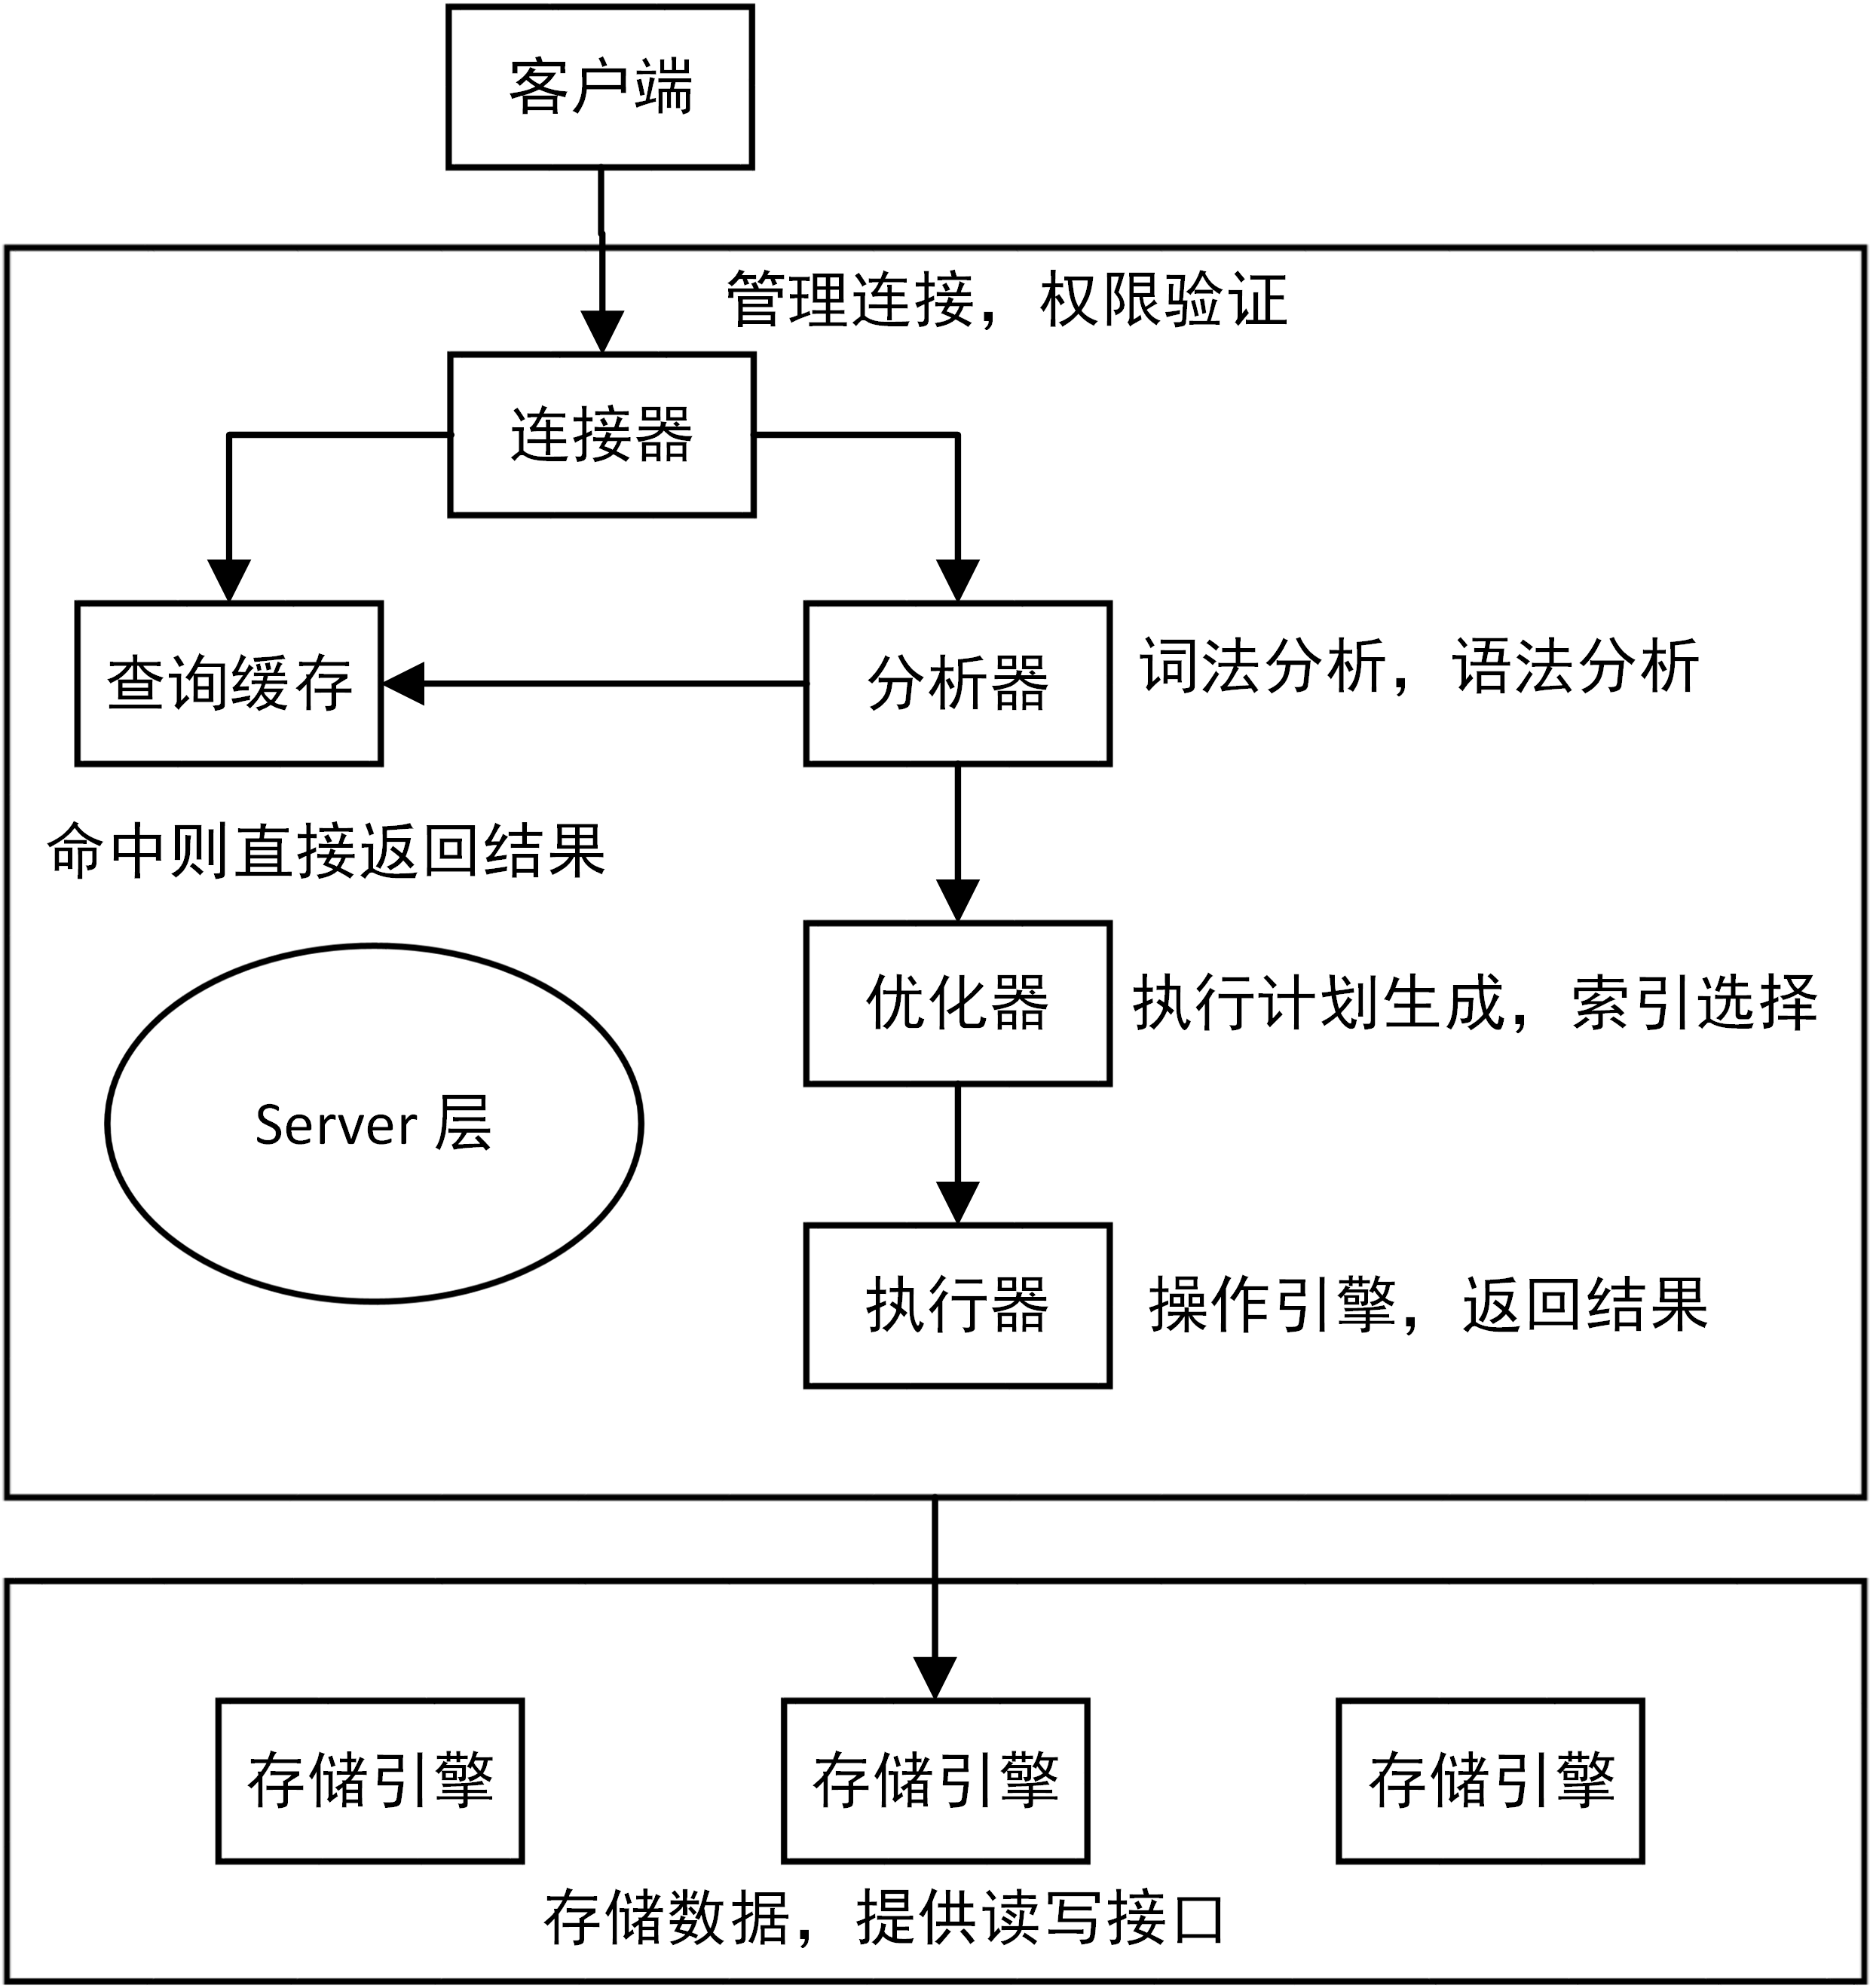 客户端
管理连接，权限验证
连接器
查询缓存
分析器
词法分析，语法分析
命中则直接返回结果
优化器
执行计划生成，索引选择
Server 层
执行器
操作引擎，返回结果
存储引擎
存储引擎
存储引擎
存储数据，提供读写接口